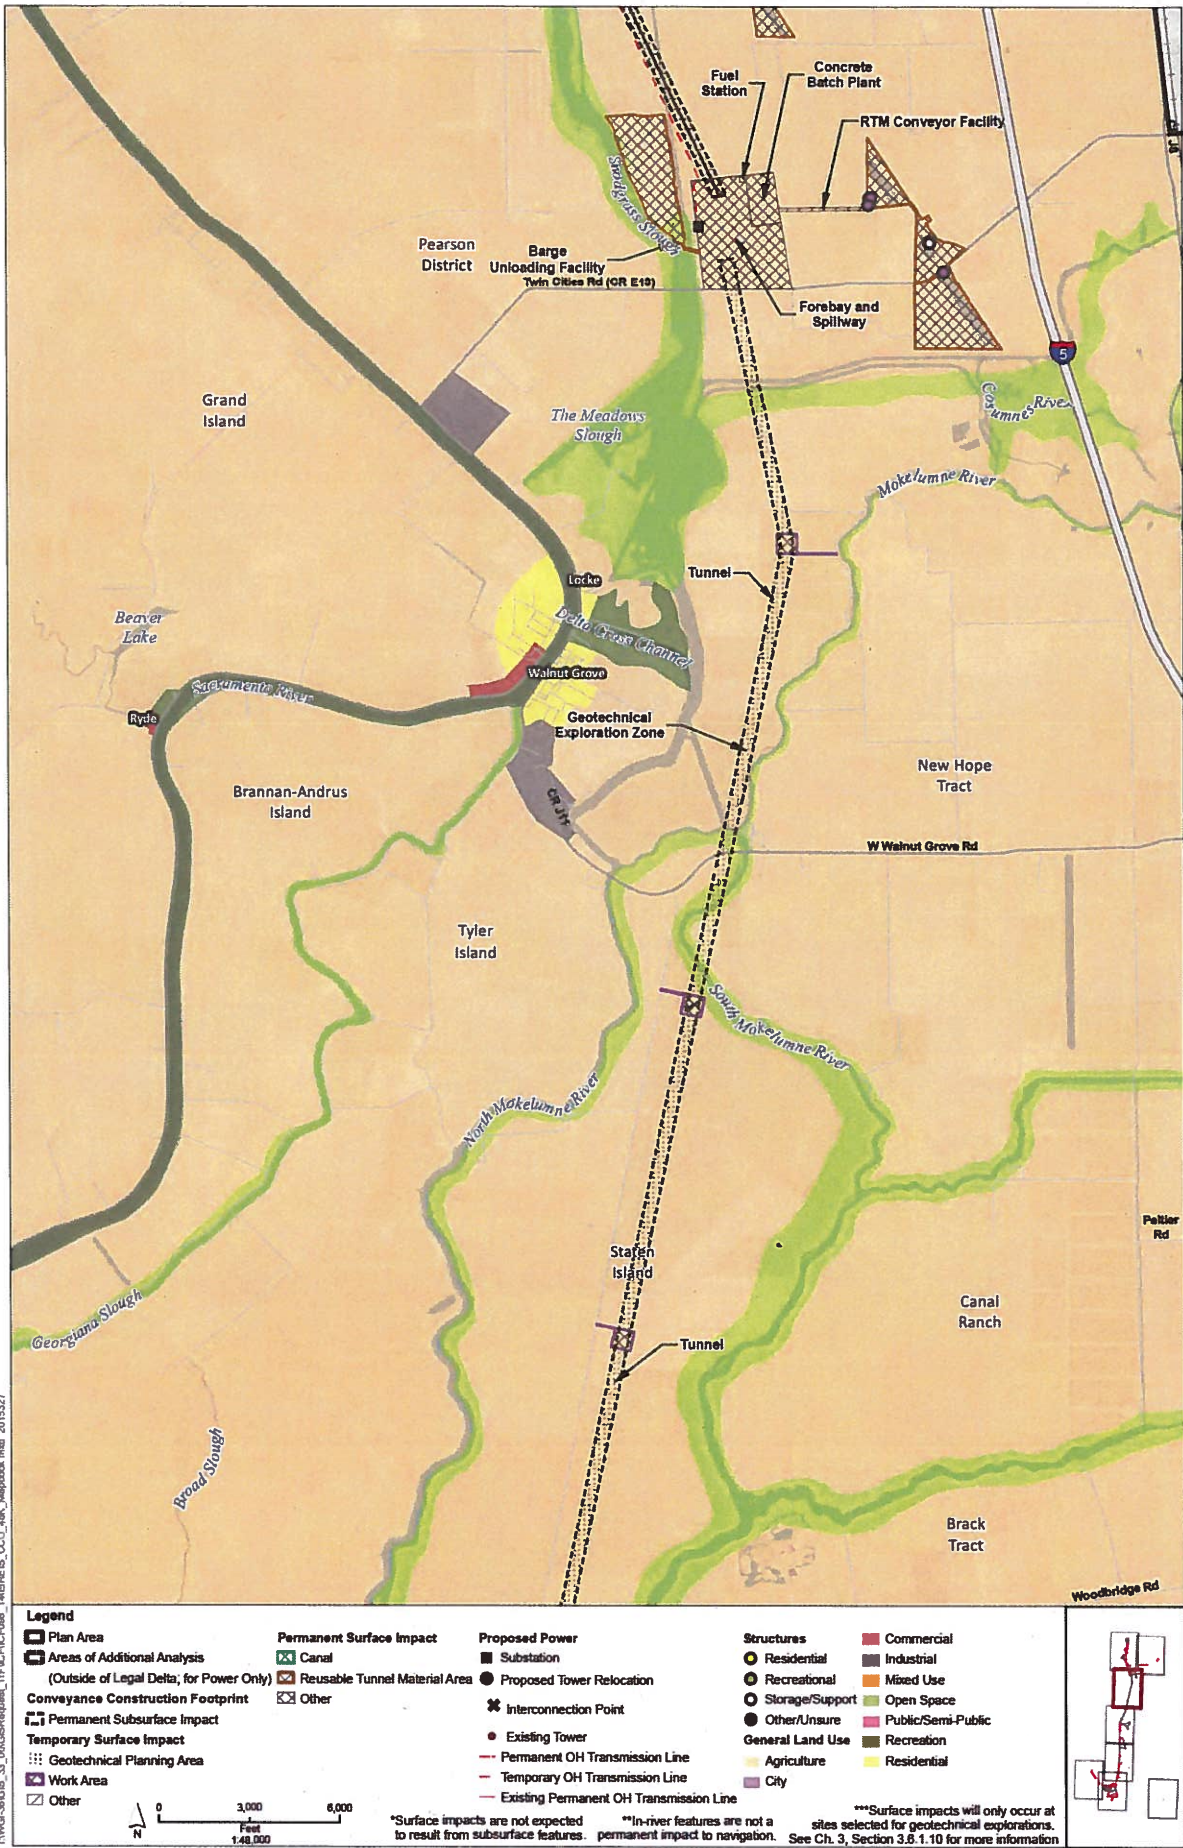 Fuel
Station
Concrete
Batch Plant
RTM Conveyor Facility
Snodgrass Slough
Pearson
District
Barge
Unloading Facility
Twin Cities Rd (CR E13)
Forebay and
Spillway
5
Grand
Island
The Meadows
Slough
Cosumnes River
Mokelumne River
Locke
Tunnel
Delta Cross Channel
Beaver
Lake
Walnut Grove
Sacramento River
Ryde
Geotechnical
Exploration Zone
New Hope
Tract
Brannan-Andrus
Island
CR J11
W Walnut Grove Rd
Tyler
Island
South Mokelumne River
North Mokelumne River
Peltier
Rd
Staten
Island
Canal
Ranch
Georgiana Slough
Tunnel
Broad Slough
Brack
Tract
Woodbridge Rd
Legend
Plan Area
Areas of Additional Analysis
(Outside of Legal Delta; for Power Only)
Conveyance Construction Footprint
Permanent Subsurface Impact
Temporary Surface Impact
Geotechnical Planning Area
Work Area
Other
Permanent Surface Impact
Canal
Reusable Tunnel Material Area
Other
Proposed Power
Substation
Proposed Tower Relocation
Interconnection Point
Existing Tower
Permanent OH Transmission Line
Temporary OH Transmission Line
Existing Permanent OH Transmission Line
Structures
Residential
Recreational
Storage/Support
Other/Unsure
General Land Use
Agriculture
City
Commercial
Industrial
Mixed Use
Open Space
Public/Semi-Public
Recreation
Residential
N
0 3,000 6,000
Feet
1:48,000
*Surface impacts are not expected
to result from subsurface features.
**In-river features are not a
permanent impact to navigation.
***Surface impacts will only occur at
sites selected for geotechnical explorations.
See Ch. 3, Section 3.6.1.10 for more information